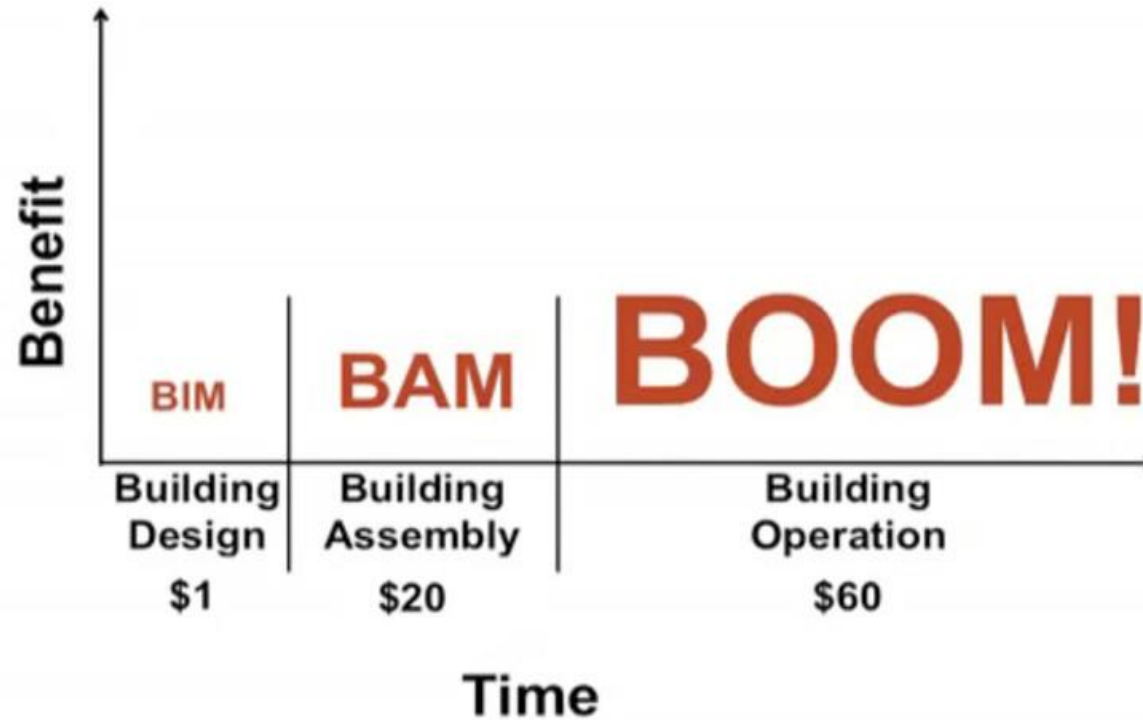 Benefit
BIM
BAM
BOOM!
Building
Design
$1
Building
Assembly
$20
Building
Operation
$60
Time